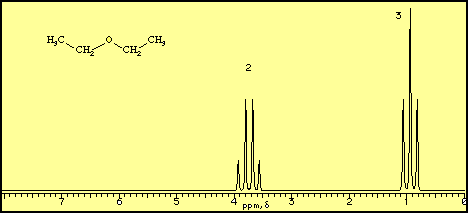 3
H₃C CH₂ O CH₂ CH₃
2
7 6 5 4 3 2 1 0
ppm, δ